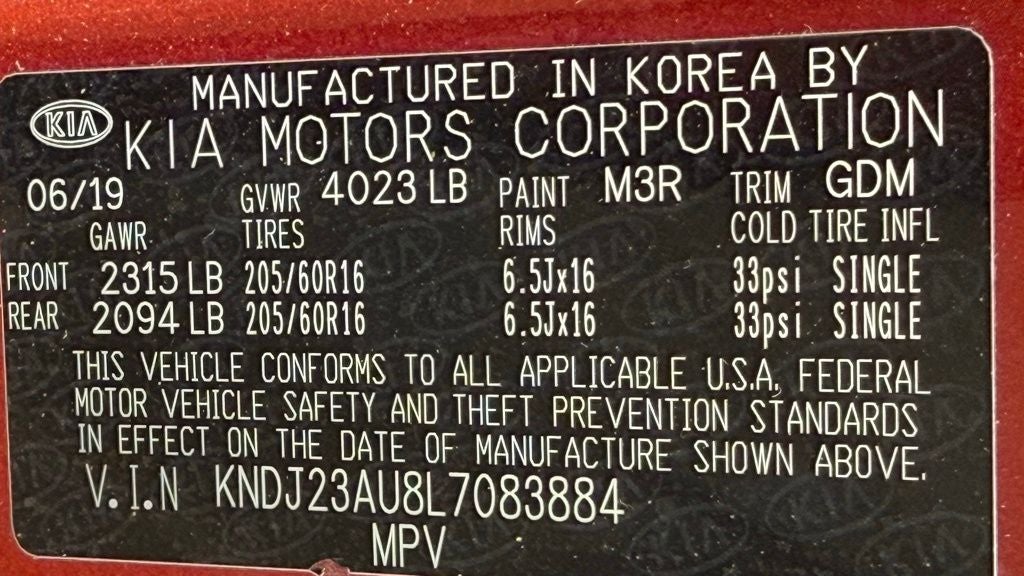 MANUFACTURED IN KOREA BY
KIA KIA MOTORS CORPORATION
06/19 GVWR 4023 LB PAINT M3R TRIM GDM
GAWR TIRES RIMS COLD TIRE INFL
FRONT 2315 LB 205/60R16 6.5Jx16 33psi SINGLE
REAR 2094 LB 205/60R16 6.5Jx16 33psi SINGLE
THIS VEHICLE CONFORMS TO ALL APPLICABLE U.S.A. FEDERAL
MOTOR VEHICLE SAFETY AND THEFT PREVENTION STANDARDS
IN EFFECT ON THE DATE OF MANUFACTURE SHOWN ABOVE.
V.I.N KNDJ23AU8L7083884
MPV